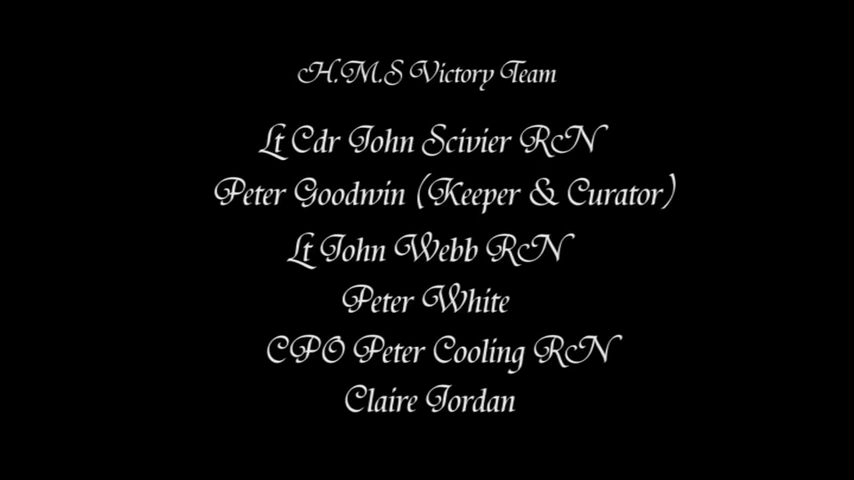 H.M.S Victory Team
Lt Cdr John Scivier RN
Peter Goodwin (Keeper & Curator)
Lt John Webb RN
Peter White
CPO Peter Cooling RN
Claire Jordan